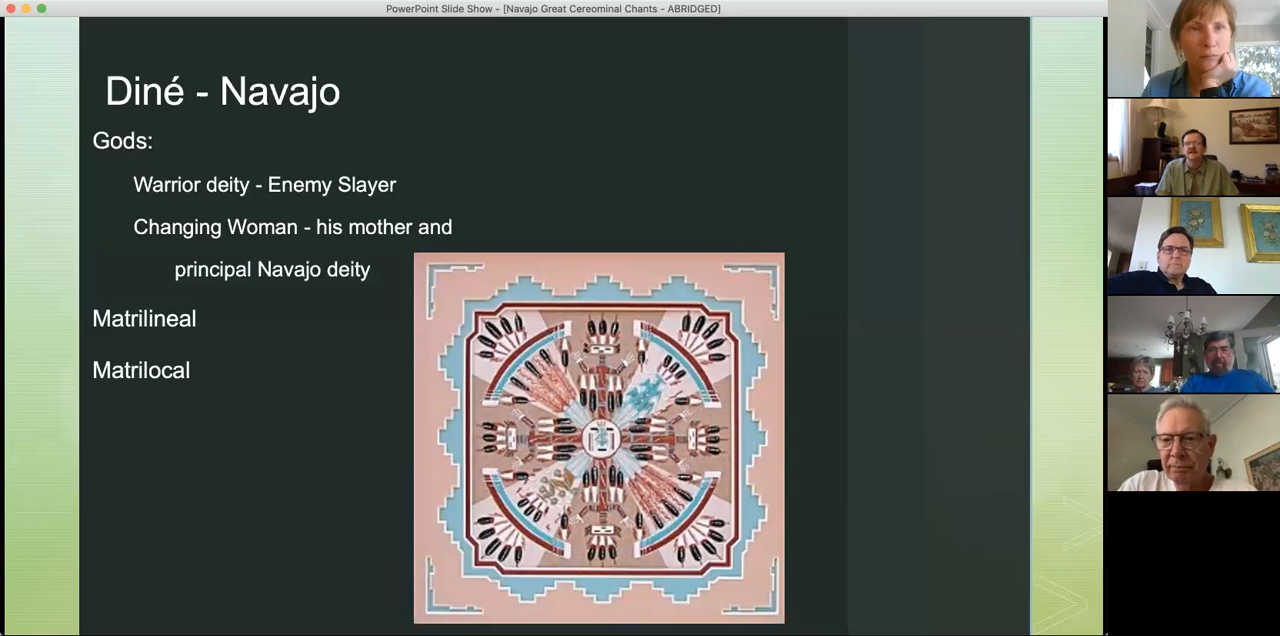 PowerPoint Slide Show - [Navajo Great Cereominal Chants - ABRIDGED]
Diné - Navajo
Gods:
Warrior deity - Enemy Slayer
Changing Woman - his mother and
principal Navajo deity
Matrilineal
Matrilocal